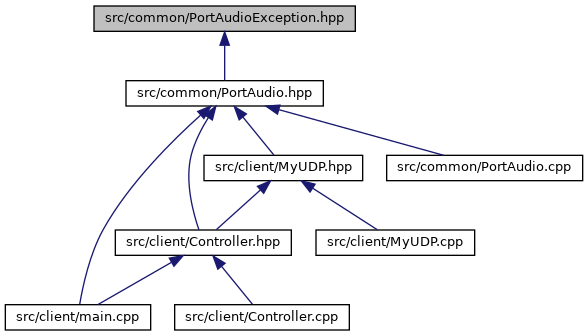 src/common/PortAudioException.hpp
src/common/PortAudio.hpp
src/client/MyUDP.hpp
src/common/PortAudio.cpp
src/client/Controller.hpp
src/client/MyUDP.cpp
src/client/main.cpp
src/client/Controller.cpp